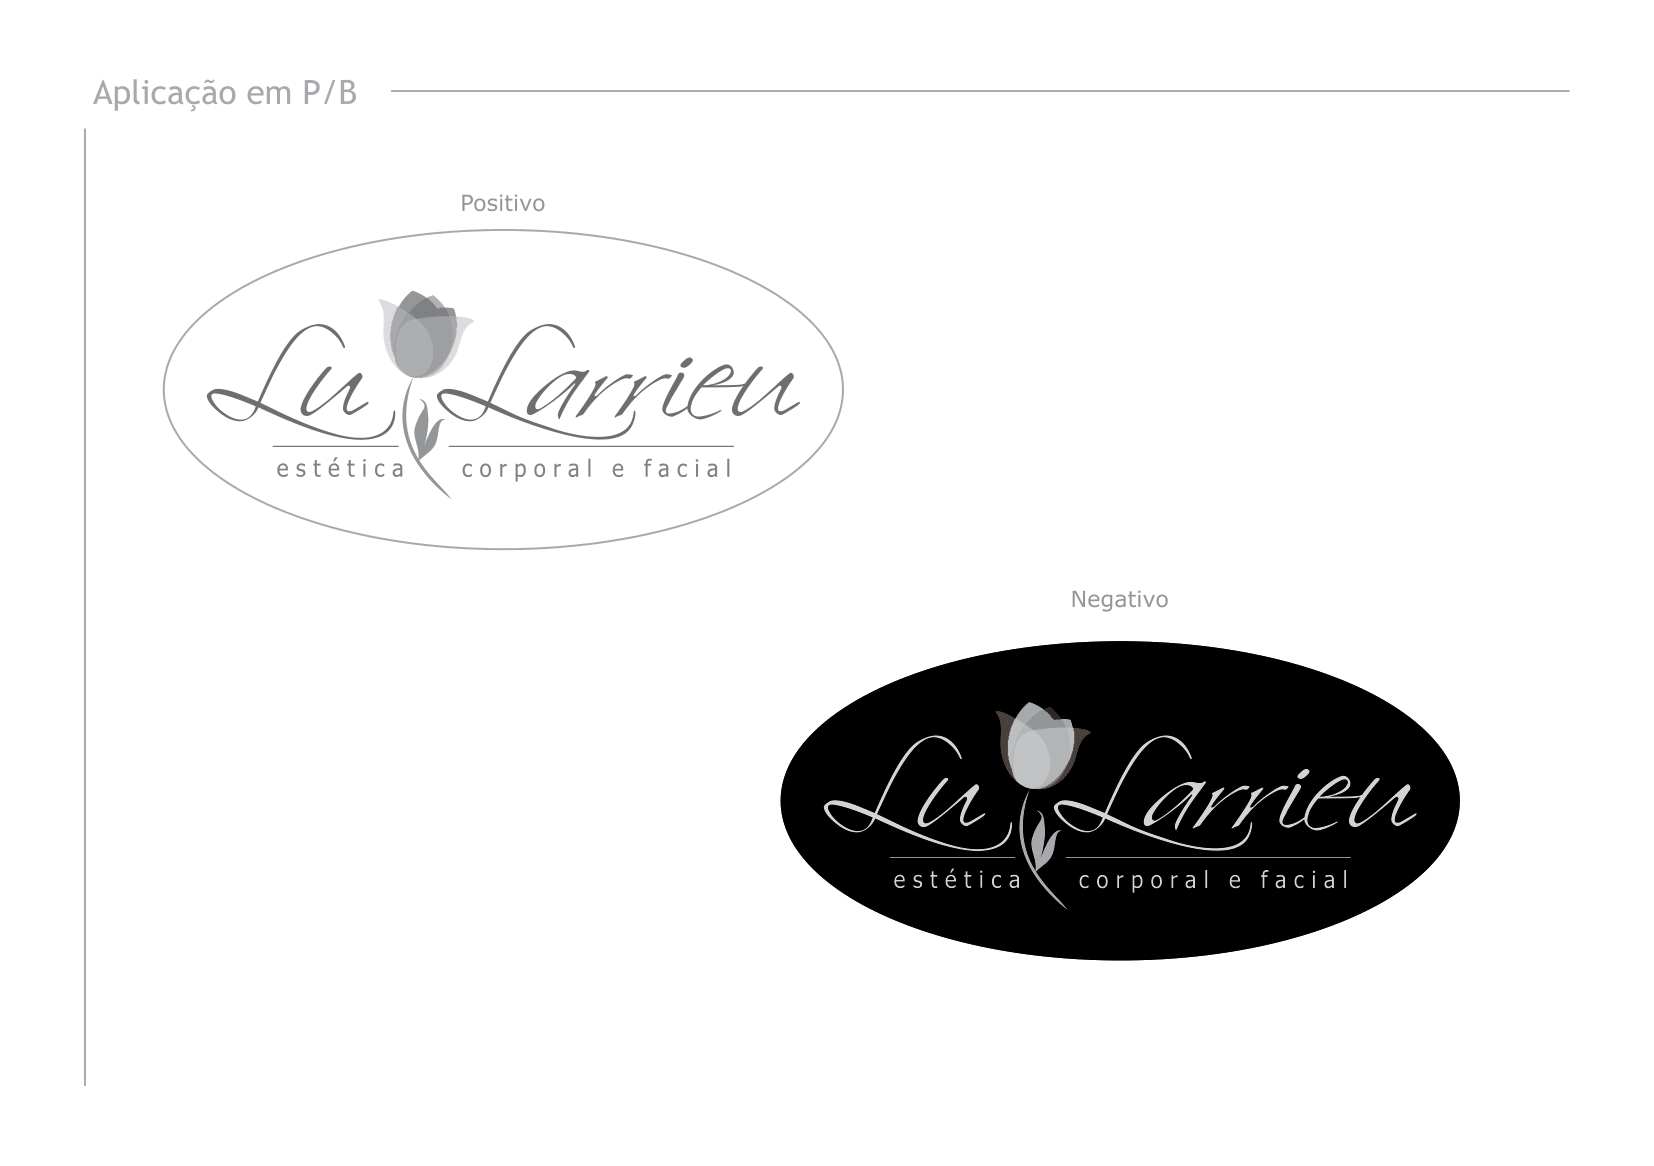 Aplicação em P/B
Positivo
Lu Larrieu
estética corporal e facial
Negativo
Lu Larrieu
estética corporal e facial